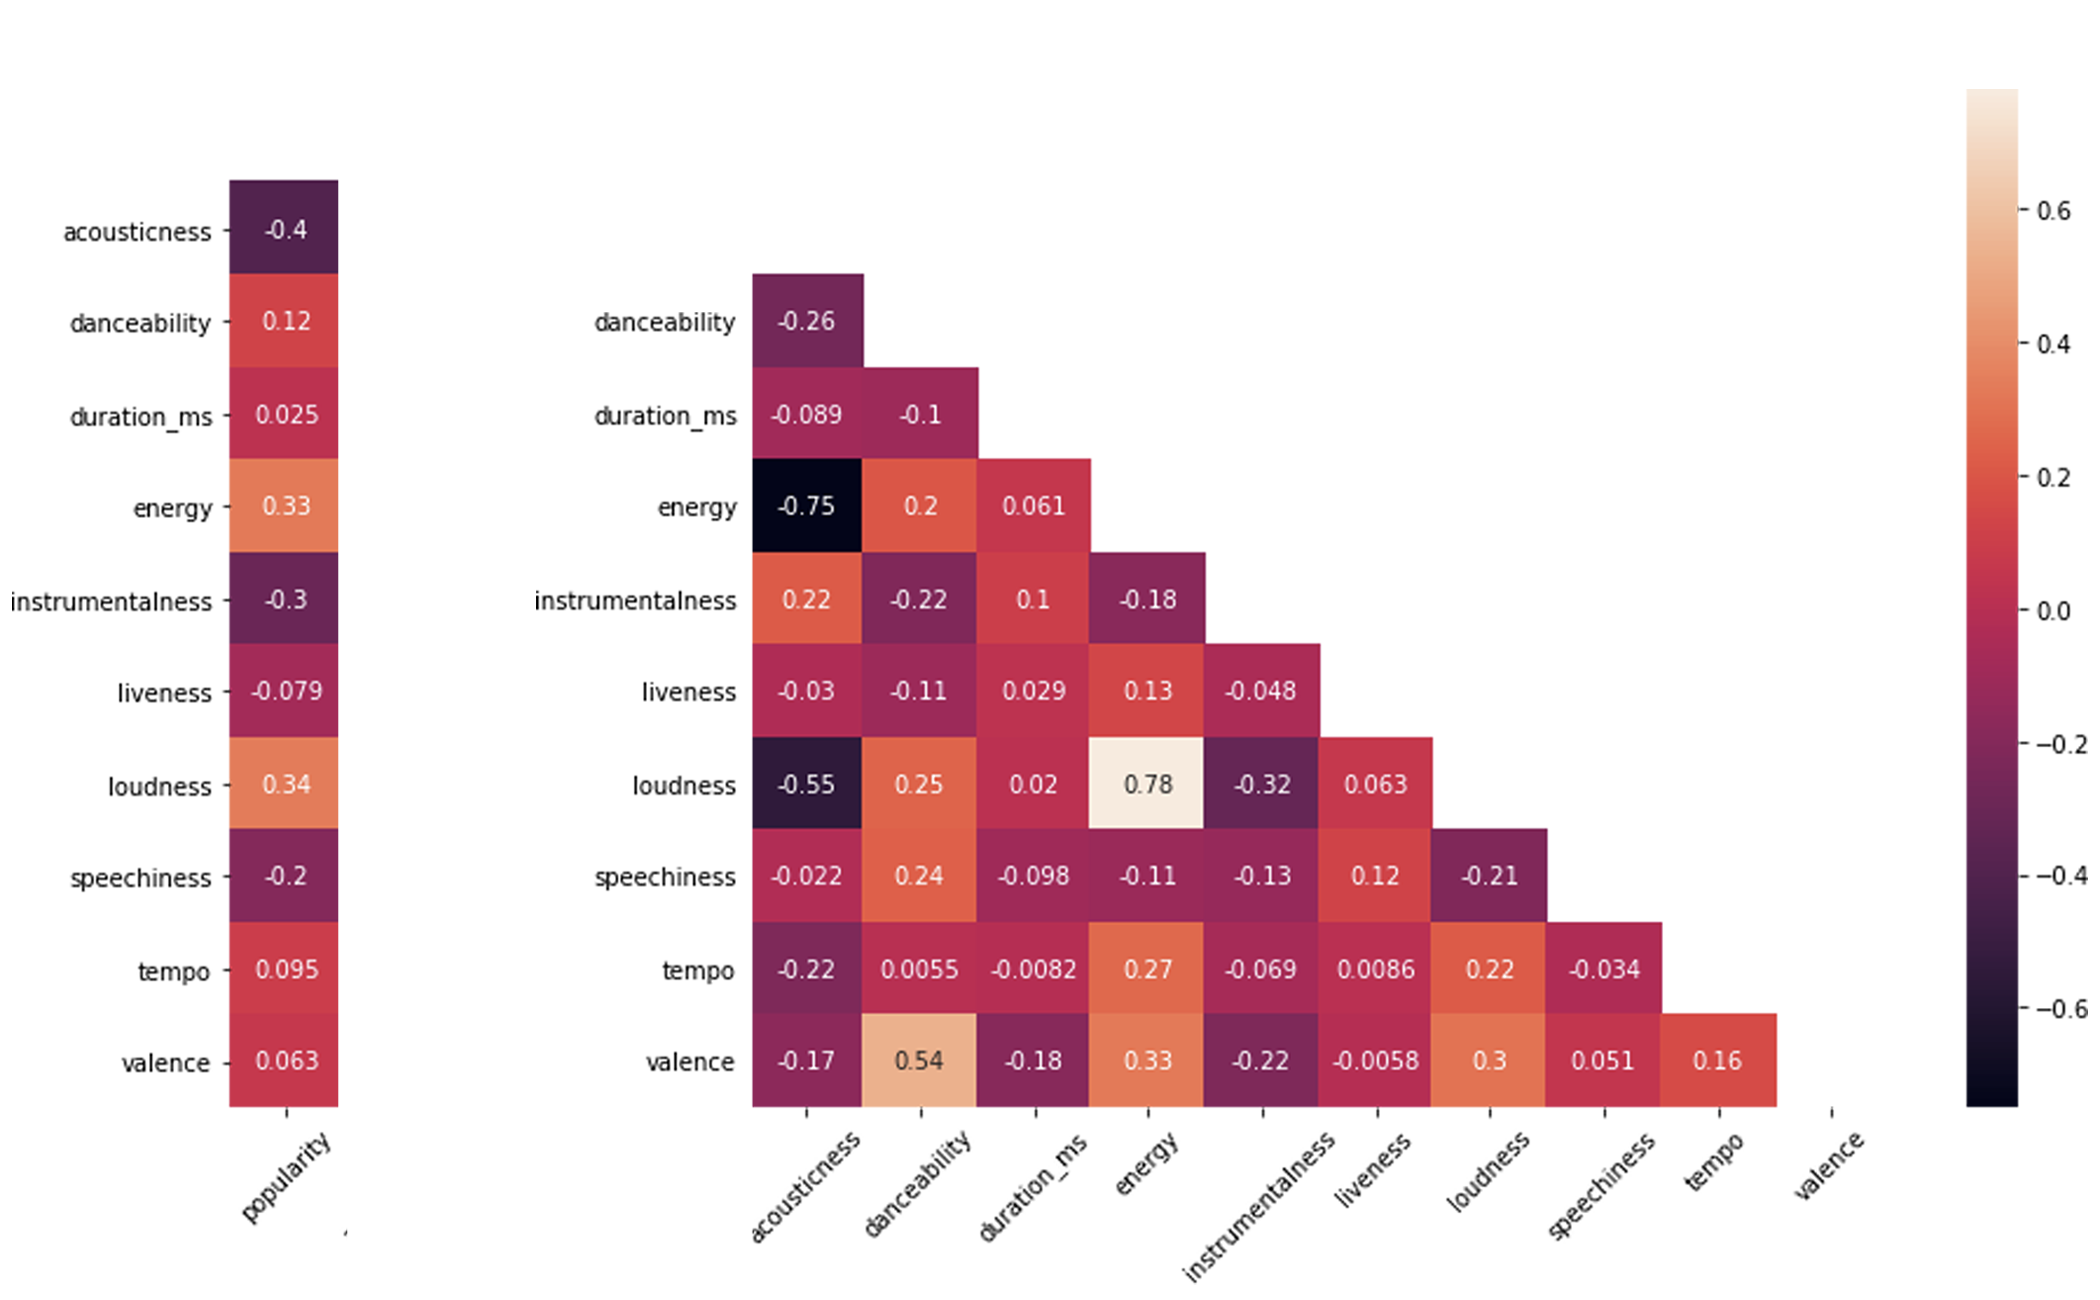 acousticness -0.4
danceability 0.12
duration_ms 0.025
energy 0.33
instrumentalness -0.3
liveness -0.079
loudness 0.34
speechiness -0.2
tempo 0.095
valence 0.063
popularity
danceability -0.26
duration_ms -0.089 -0.1
energy -0.75 0.2 0.061
instrumentalness 0.22 -0.22 0.1 -0.18
liveness -0.03 -0.11 0.029 0.13 -0.048
loudness -0.55 0.25 0.02 0.78 -0.32 0.063
speechiness -0.022 0.24 -0.098 -0.11 -0.13 0.12 -0.21
tempo -0.22 0.0055 -0.0082 0.27 -0.069 0.0086 0.22 -0.034
valence -0.17 0.54 -0.18 0.33 -0.22 -0.0058 0.3 0.051 0.16
acousticness danceability duration_ms energy instrumentalness liveness loudness speechiness tempo valence
0.6
0.4
0.2
0.0
−0.2
−0.4
−0.6